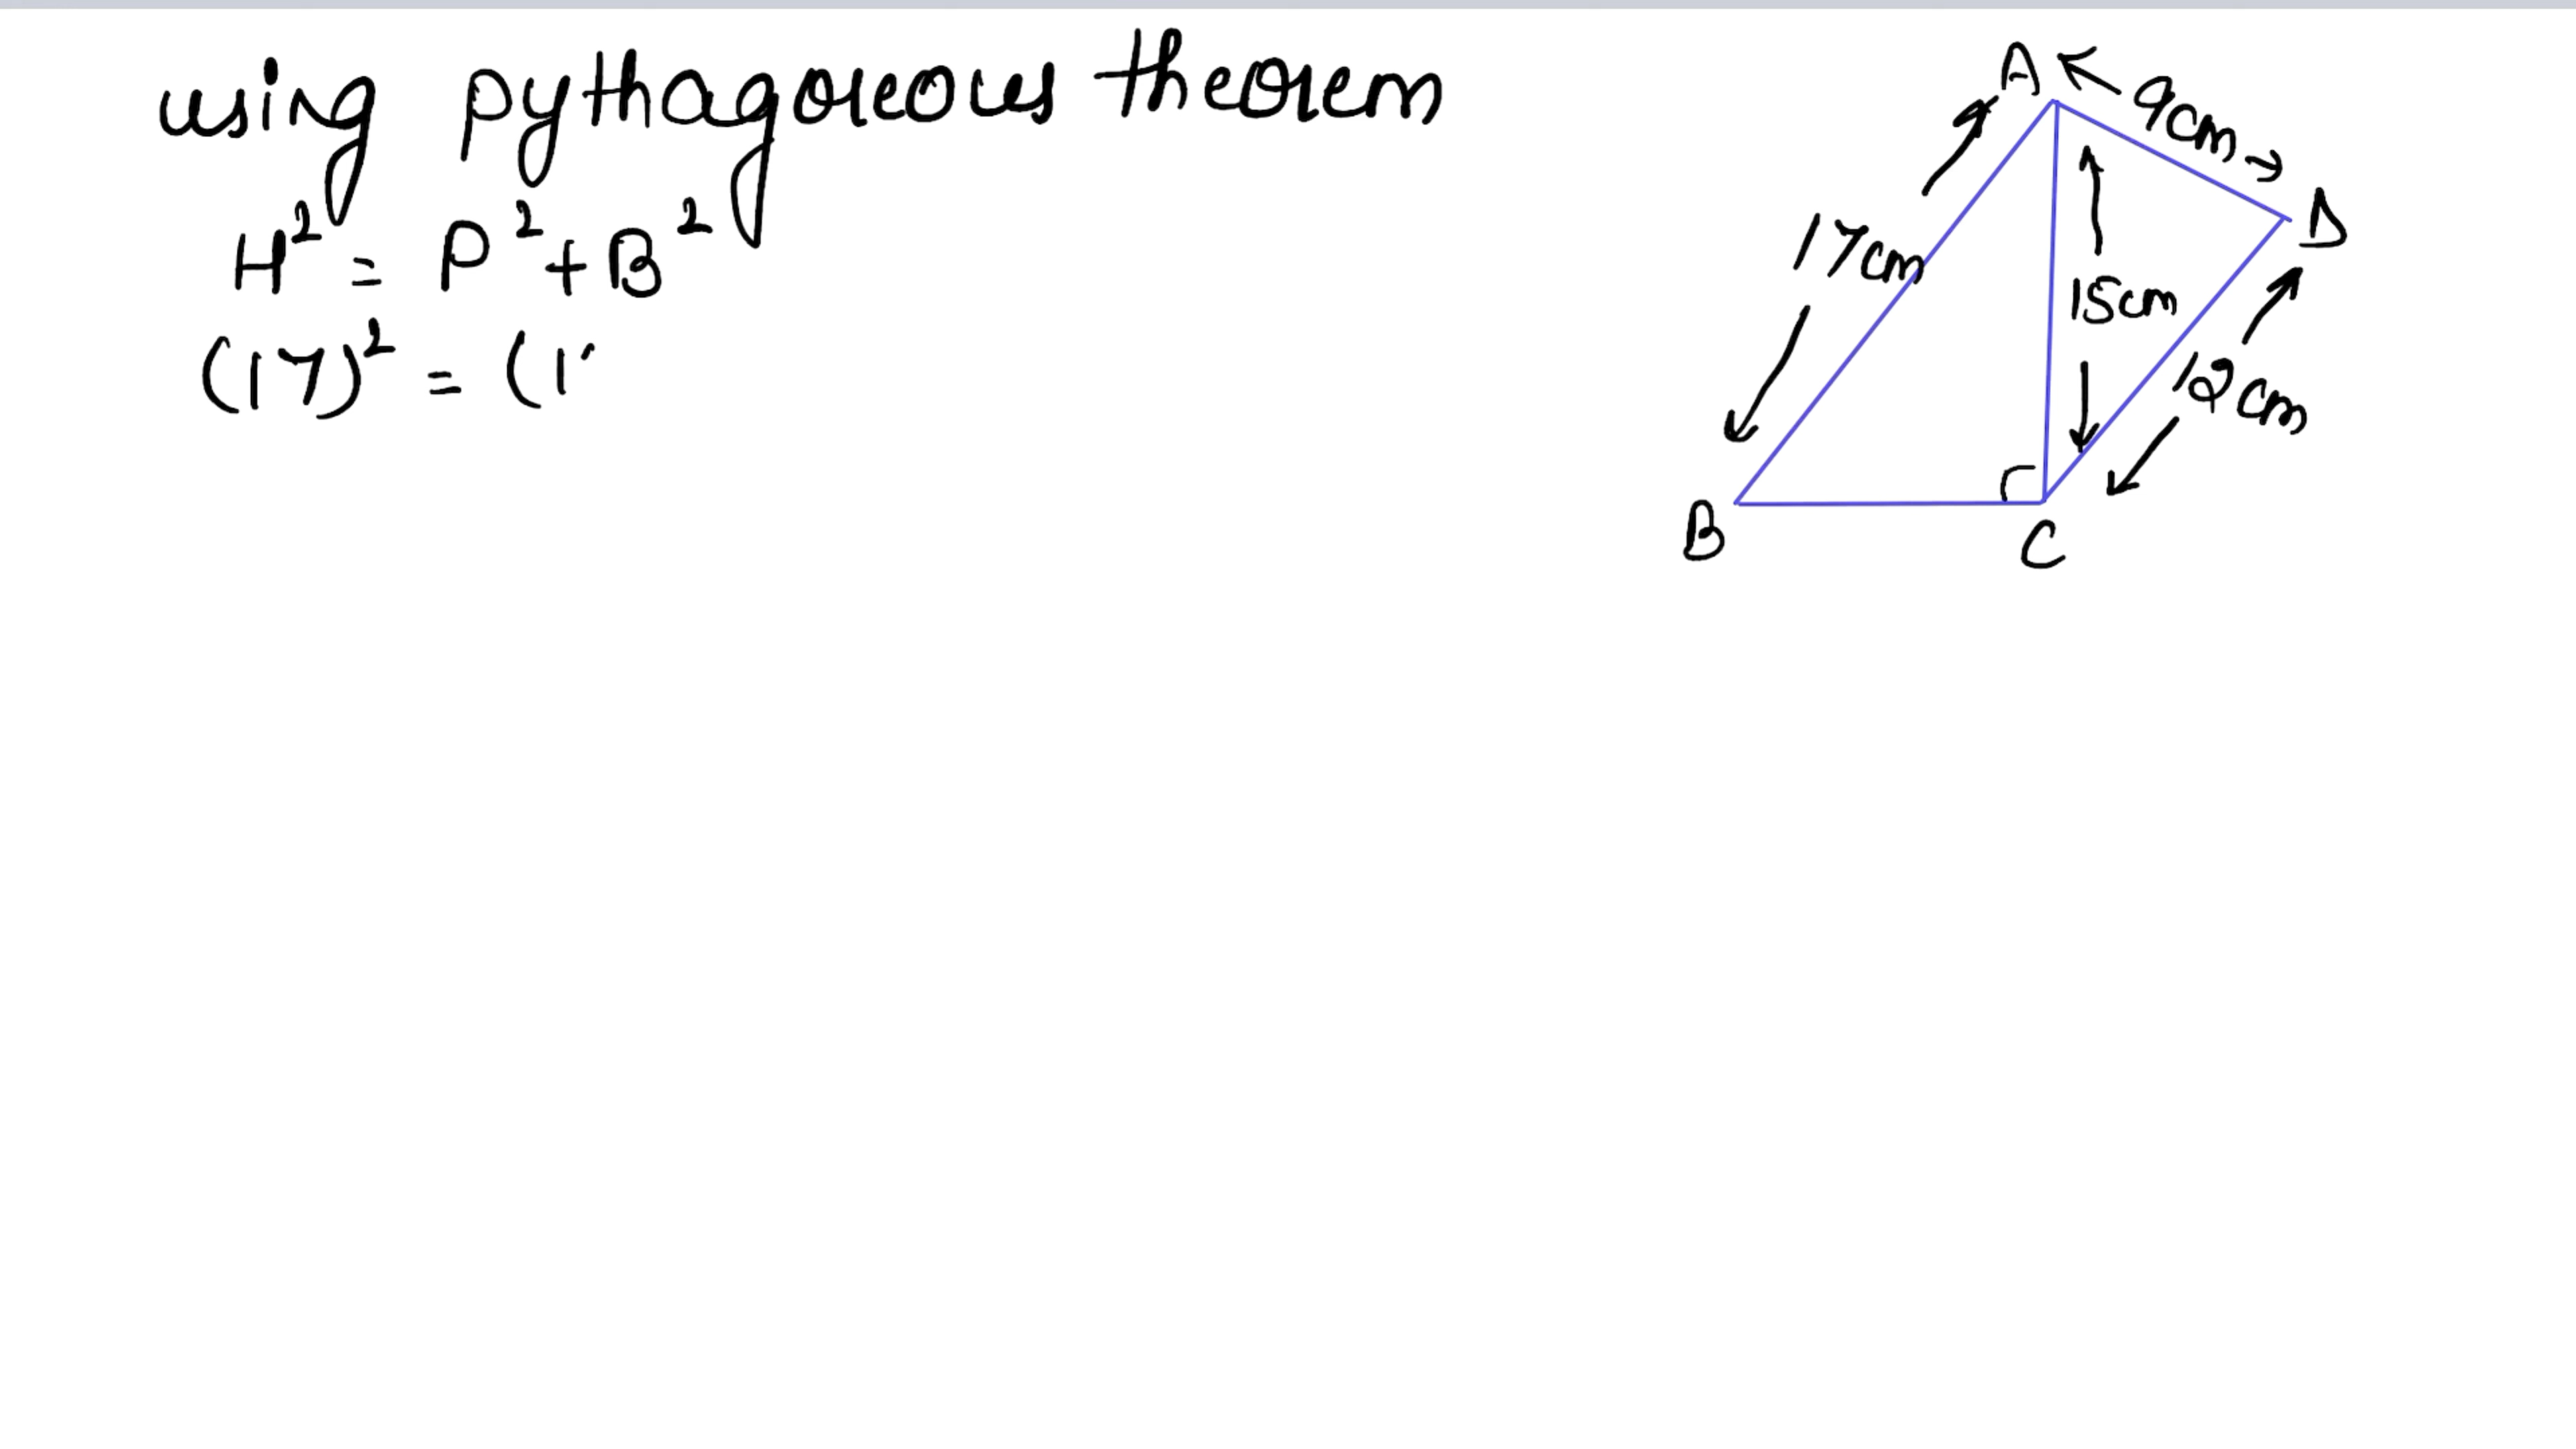 using pythagoreous theorem
H² = P² + B²
(17)² = (1
A
9cm
D
17cm
15cm
12cm
B
C